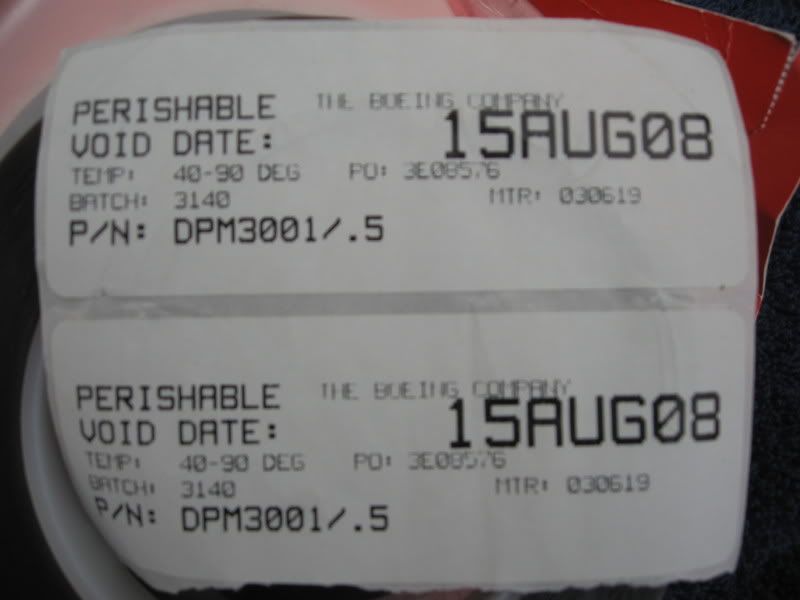 PERISHABLE THE BOEING COMPANY
VOID DATE: 15AUG08
TEMP: 40-90 DEG PO: 3E08576
BATCH: 3140 MTR: 030619
P/N: DPM3001/.5
PERISHABLE THE BOEING COMPANY
VOID DATE: 15AUG08
TEMP: 40-90 DEG PO: 3E08576
BATCH: 3140 MTR: 030619
P/N: DPM3001/.5